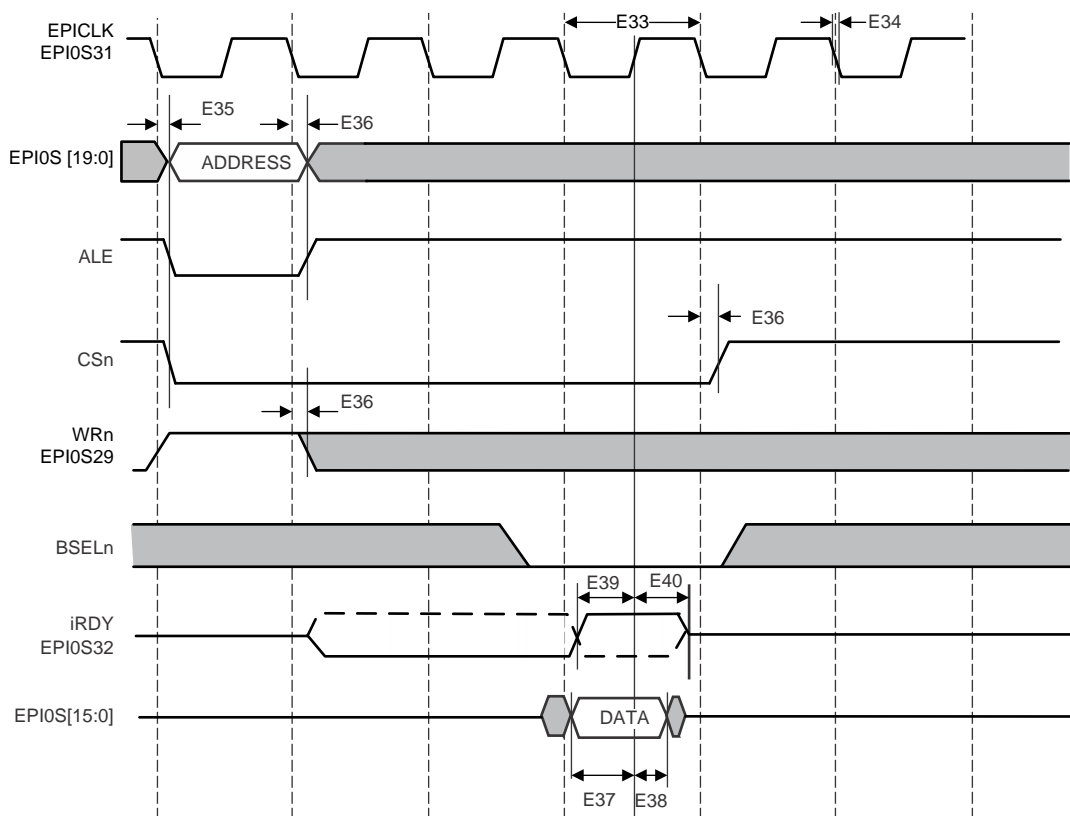 EPICLK
EPI0S31
E33
E34
E35
E36
EPI0S [19:0]
ADDRESS
ALE
E36
CSn
E36
WRn
EPI0S29
BSELn
E39
E40
iRDY
EPI0S32
EPI0S[15:0]
DATA
E37
E38